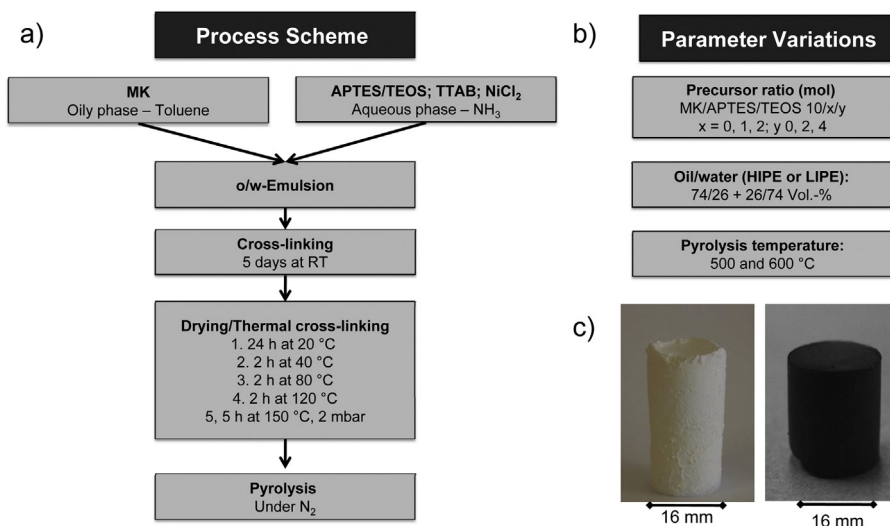 a)
Process Scheme
MK
Oily phase – Toluene
APTES/TEOS; TTAB; NiCl₂
Aqueous phase – NH₃
o/w-Emulsion
Cross-linking
5 days at RT
Drying/Thermal cross-linking
1. 24 h at 20 °C
2. 2 h at 40 °C
3. 2 h at 80 °C
4. 2 h at 120 °C
5, 5 h at 150 °C, 2 mbar
Pyrolysis
Under N₂
b)
Parameter Variations
Precursor ratio (mol)
MK/APTES/TEOS 10/x/y
x = 0, 1, 2; y 0, 2, 4
Oil/water (HIPE or LIPE):
74/26 + 26/74 Vol.-%
Pyrolysis temperature:
500 and 600 °C
c)
16 mm
16 mm